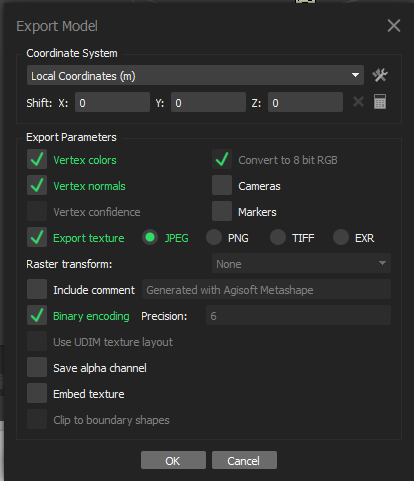 Export Model
Coordinate System
Local Coordinates (m)
Shift: X: 0 Y: 0 Z: 0
Export Parameters
Vertex colors Convert to 8 bit RGB
Vertex normals Cameras
Vertex confidence Markers
Export texture JPEG PNG TIFF EXR
Raster transform: None
Include comment Generated with Agisoft Metashape
Binary encoding Precision: 6
Use UDIM texture layout
Save alpha channel
Embed texture
Clip to boundary shapes
OK Cancel